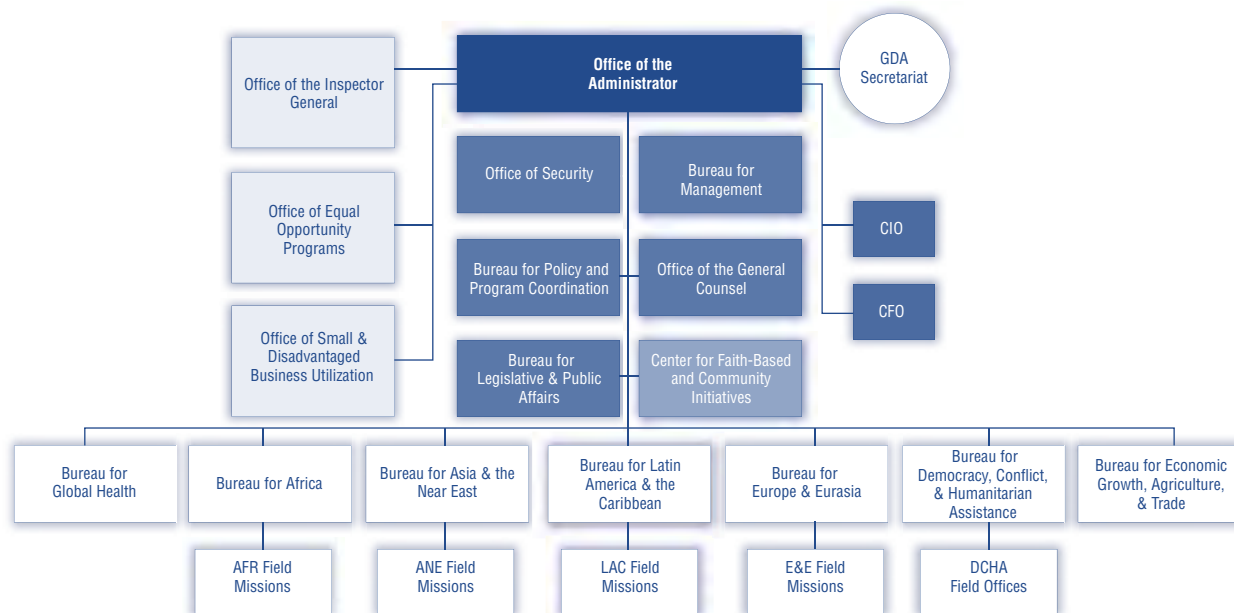 Office of the Inspector
General
Office of the
Administrator
GDA
Secretariat
Office of Security
Bureau for
Management
Office of Equal
Opportunity
Programs
CIO
Bureau for Policy and
Program Coordination
Office of the General
Counsel
CFO
Office of Small &
Disadvantaged
Business Utilization
Bureau for
Legislative & Public
Affairs
Center for Faith-Based
and Community
Initiatives
Bureau for
Global Health
Bureau for Africa
Bureau for Asia & the
Near East
Bureau for Latin
America & the
Caribbean
Bureau for
Europe & Eurasia
Bureau for
Democracy, Conflict,
& Humanitarian
Assistance
Bureau for Economic
Growth, Agriculture,
& Trade
AFR Field
Missions
ANE Field
Missions
LAC Field
Missions
E&E Field
Missions
DCHA
Field Offices